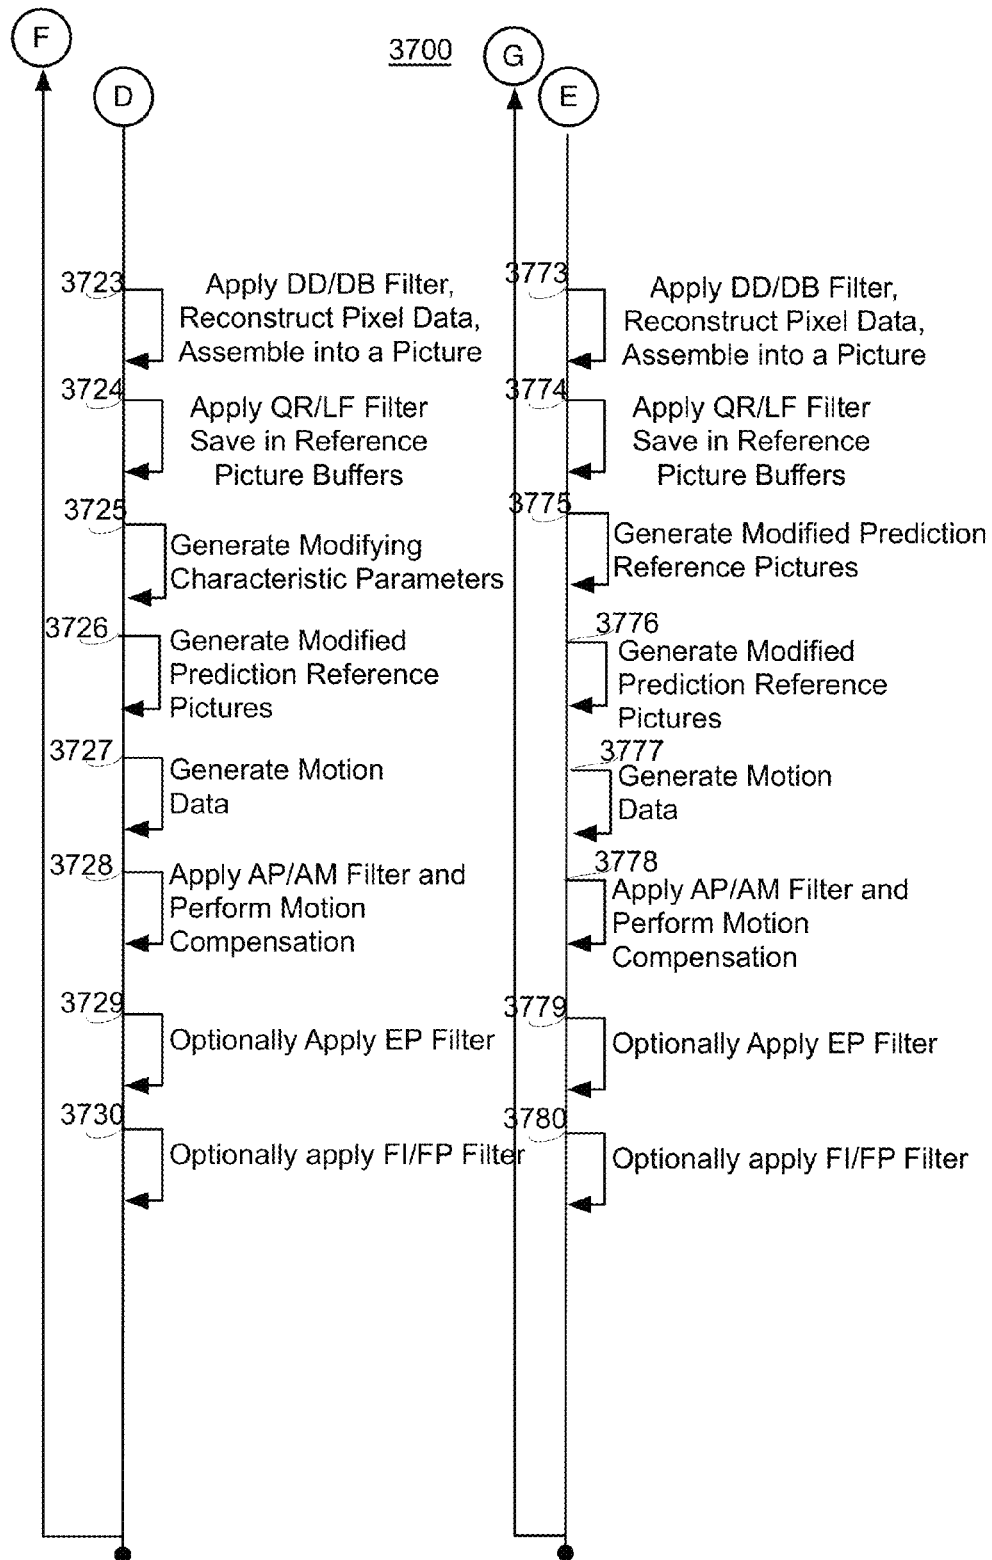 F
3700
G
D
E
3723
Apply DD/DB Filter,
Reconstruct Pixel Data,
Assemble into a Picture
3724
Apply QR/LF Filter
Save in Reference
Picture Buffers
3725
Generate Modifying
Characteristic Parameters
3726
Generate Modified
Prediction Reference
Pictures
3727
Generate Motion
Data
3728
Apply AP/AM Filter and
Perform Motion
Compensation
3729
Optionally Apply EP Filter
3730
Optionally apply FI/FP Filter
3773
Apply DD/DB Filter,
Reconstruct Pixel Data,
Assemble into a Picture
3774
Apply QR/LF Filter
Save in Reference
Picture Buffers
3775
Generate Modified Prediction
Reference Pictures
3776
Generate Modified
Prediction Reference
Pictures
3777
Generate Motion
Data
3778
Apply AP/AM Filter and
Perform Motion
Compensation
3779
Optionally Apply EP Filter
3780
Optionally apply FI/FP Filter